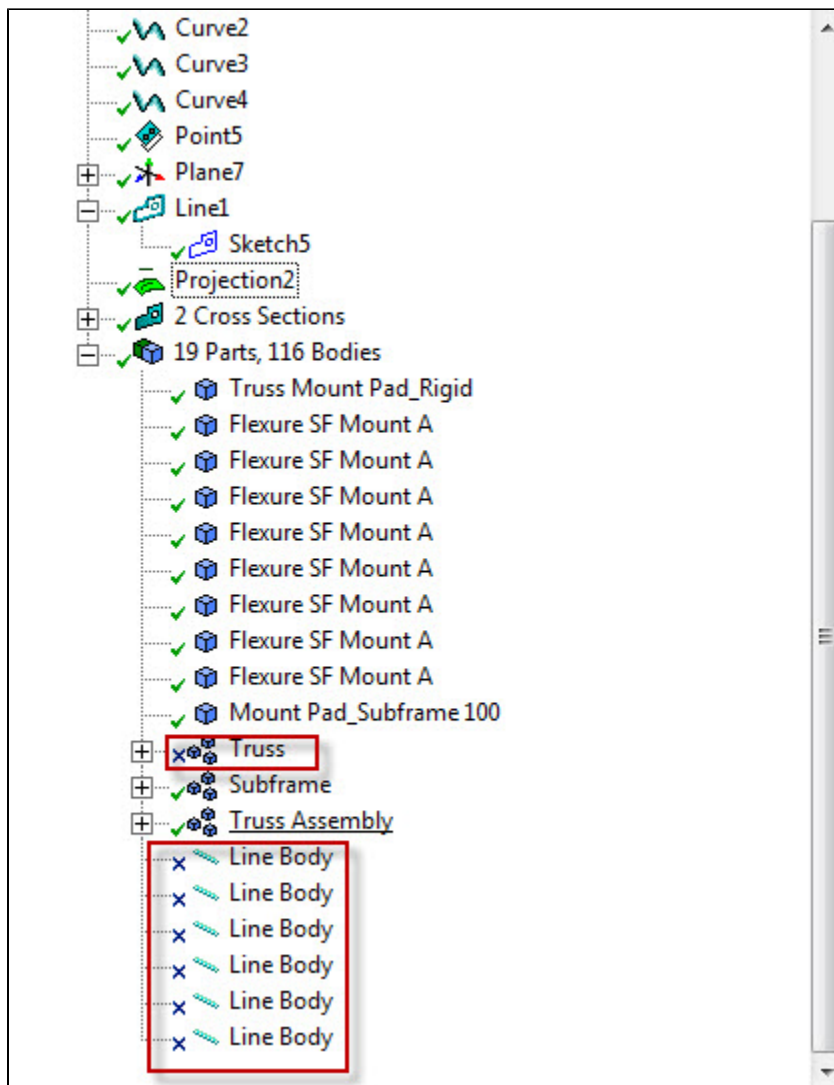 Curve2
Curve3
Curve4
Point5
Plane7
Line1
Sketch5
Projection2
2 Cross Sections
19 Parts, 116 Bodies
Truss Mount Pad_Rigid
Flexure SF Mount A
Flexure SF Mount A
Flexure SF Mount A
Flexure SF Mount A
Flexure SF Mount A
Flexure SF Mount A
Flexure SF Mount A
Flexure SF Mount A
Mount Pad_Subframe 100
Truss
Subframe
Truss Assembly
Line Body
Line Body
Line Body
Line Body
Line Body
Line Body